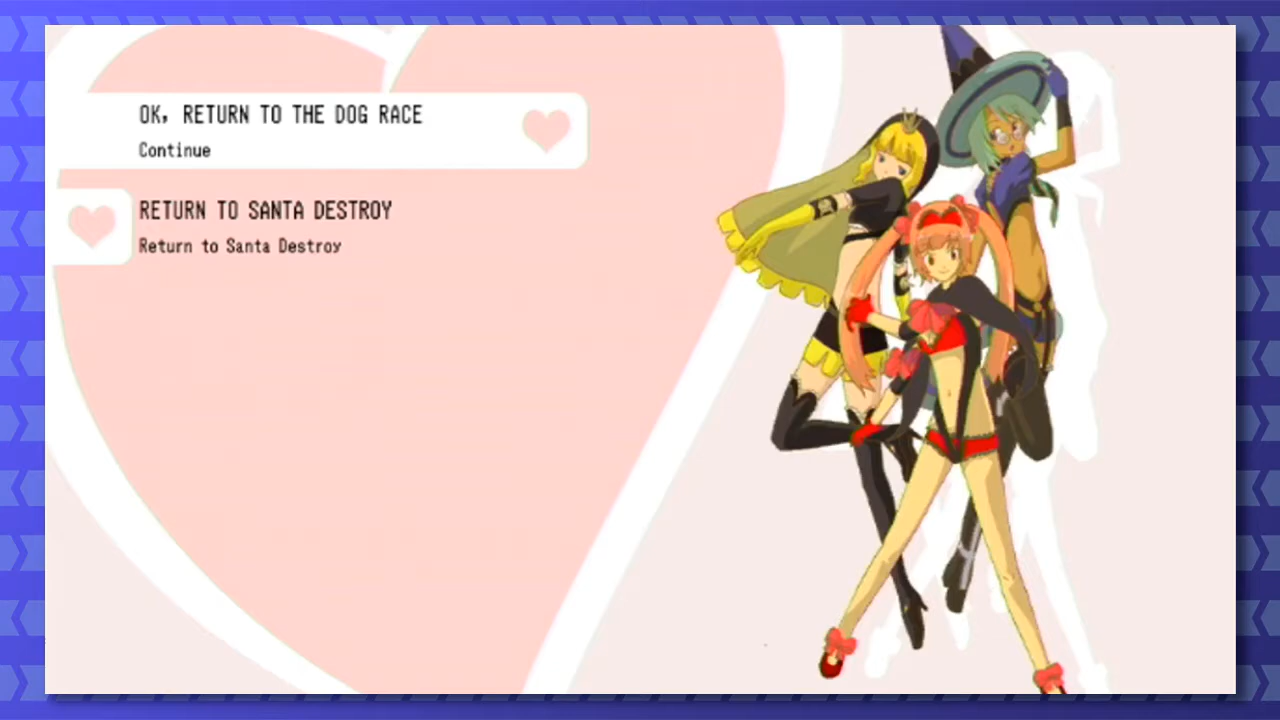 OK, RETURN TO THE DOG RACE
Continue
RETURN TO SANTA DESTROY
Return to Santa Destroy